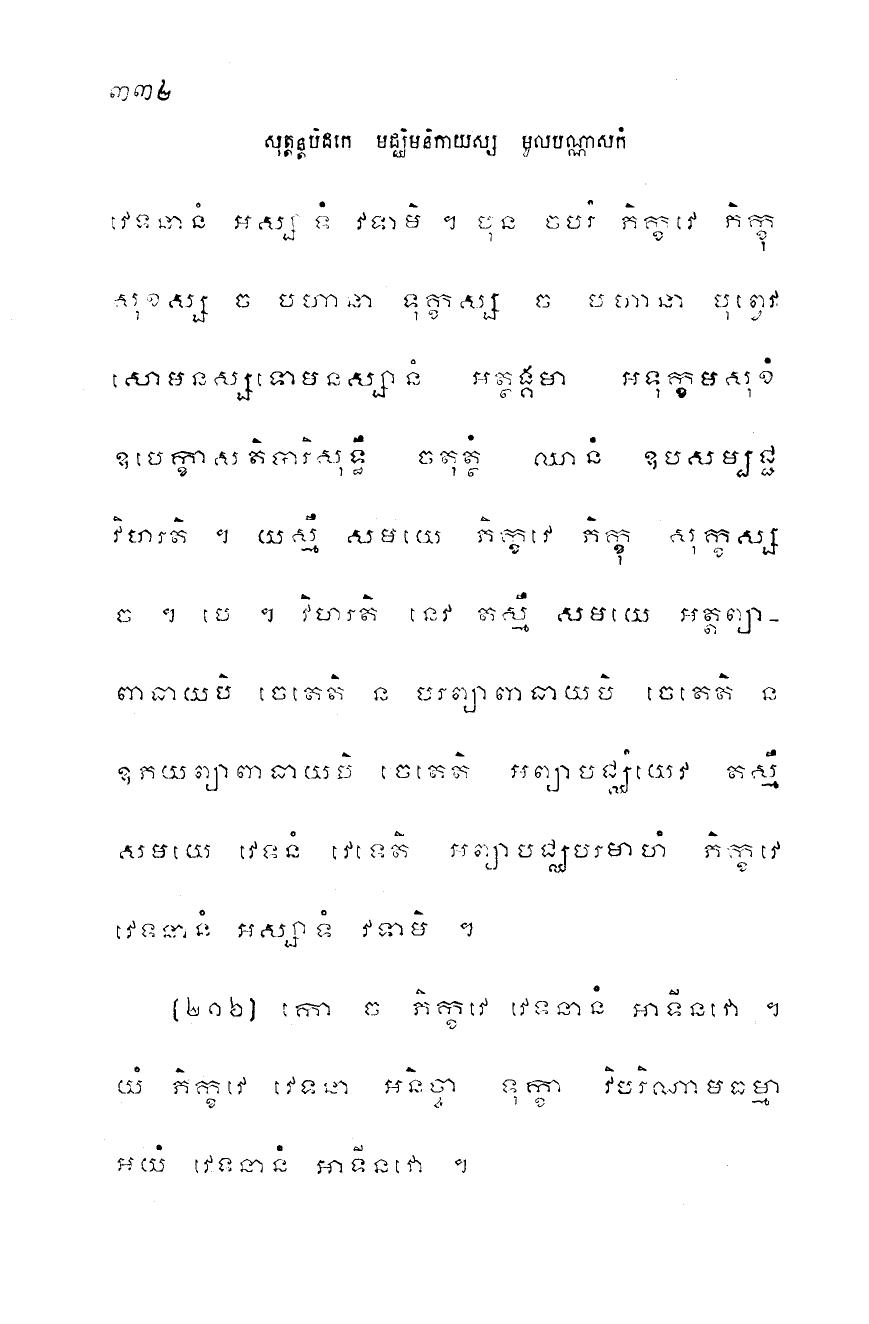 ៣៣៤
សុត្តន្តបិដកេ មជ្ឈិមនិកាយស្ស មូលបណ្ណាសកំ
វេទនានំ អស្សាទំ វទាមិ ។ បុន ចបរំ ភិក្ខវេ ភិក្ខុ
សុខស្ស ច បហានា ទុក្ខស្ស ច បហានា បុព្វេវ
សោមនស្សទោមនស្សានំ អត្ថង្គមា អទុក្ខមសុខំ
ឧបេក្ខាសតិបារិសុទ្ធឹ ចតុត្ថំ ឈានំ ឧបសម្បជ្ជ
វិហរតិ ។ យស្មឹ សមយេ ភិក្ខវេ ភិក្ខុ សុក្ខស្ស
ច ។ បេ ។ វិហរតិ នេវ តស្មឹ សមយេ អត្តព្យា-
ពាធាយបិ ចេតេតិ ន បរព្យាពាធាយបិ ចេតេតិ ន
ឧភយព្យាពាធាយបិ ចេតេតិ អព្យាបជ្ឈំយេវ តស្មឹ
សមយេ វេទនំ វេទេតិ អព្យាបជ្ឈបរមាហំ ភិក្ខវេ
វេទនានំ អស្សាទំ វទាមិ ។
[២០៦] កោ ច ភិក្ខវេ វេទនានំ អាទីនវោ ។
យំ ភិក្ខវេ វេទនា អនិច្ចា ទុក្ខា វិបរិណាមធម្មា
អយំ វេទនានំ អាទីនវោ ។